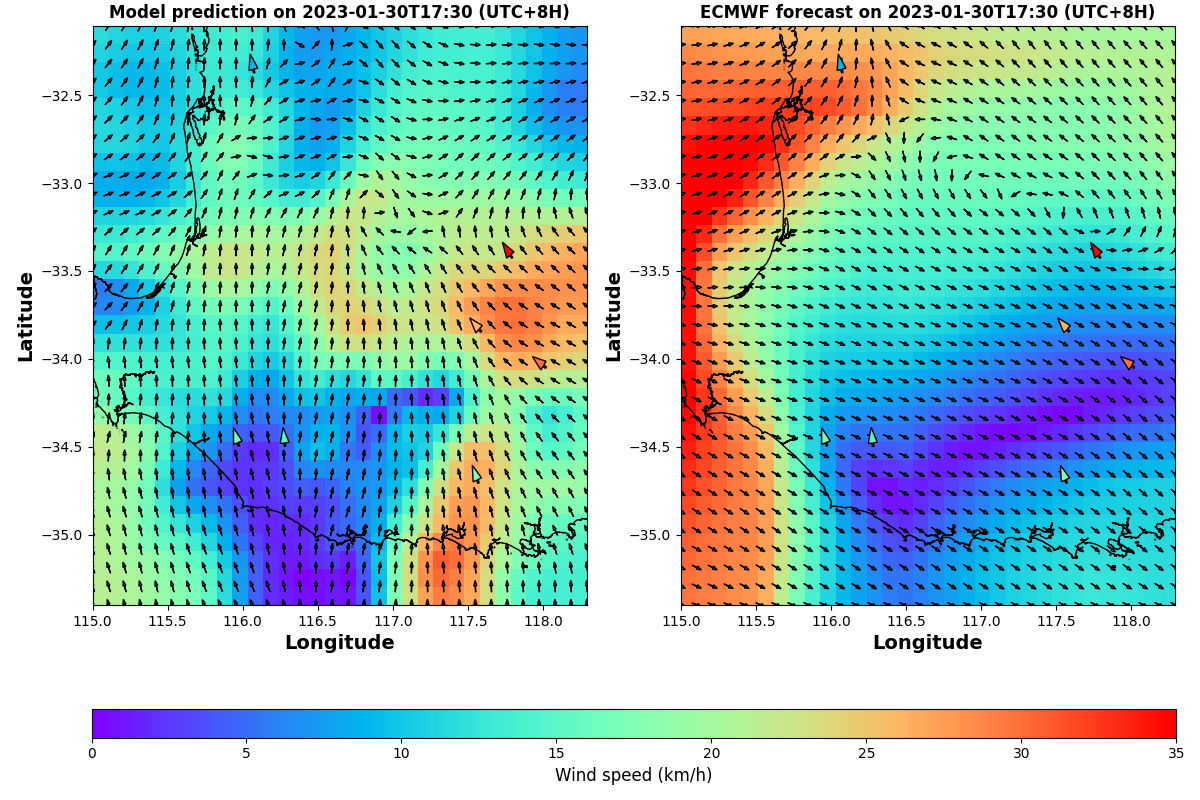 Model prediction on 2023-01-30T17:30 (UTC+8H)
ECMWF forecast on 2023-01-30T17:30 (UTC+8H)
Latitude
−32.5
−33.0
−33.5
−34.0
−34.5
−35.0
115.0 115.5 116.0 116.5 117.0 117.5 118.0
Longitude
Latitude
−32.5
−33.0
−33.5
−34.0
−34.5
−35.0
115.0 115.5 116.0 116.5 117.0 117.5 118.0
Longitude
0 5 10 15 20 25 30 35
Wind speed (km/h)